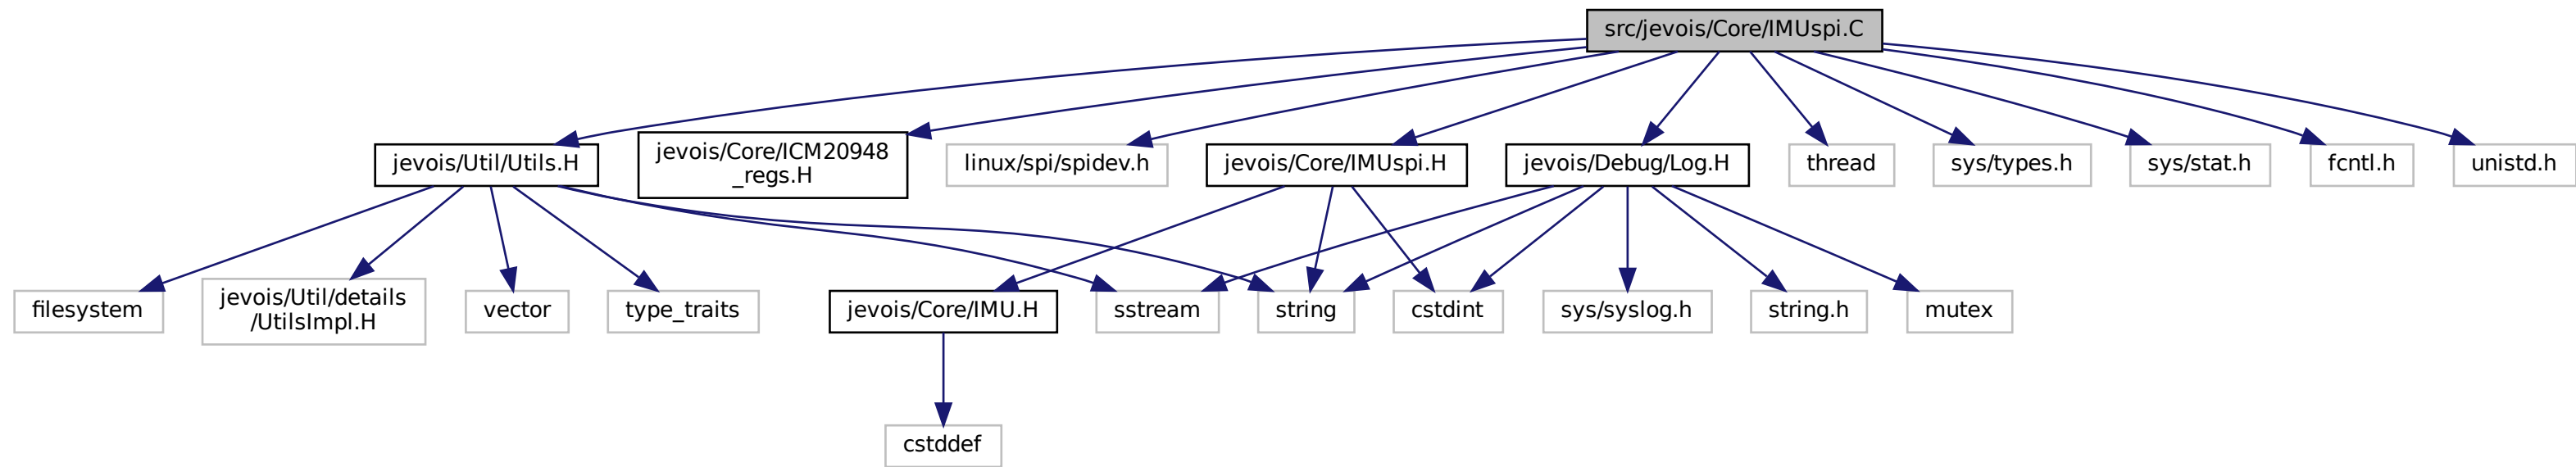 src/jevois/Core/IMUspi.C
jevois/Util/Utils.H
jevois/Core/ICM20948
_regs.H
linux/spi/spidev.h
jevois/Core/IMUspi.H
jevois/Debug/Log.H
thread
sys/types.h
sys/stat.h
fcntl.h
unistd.h
filesystem
jevois/Util/details
/UtilsImpl.H
vector
type_traits
jevois/Core/IMU.H
sstream
string
cstdint
sys/syslog.h
string.h
mutex
cstddef